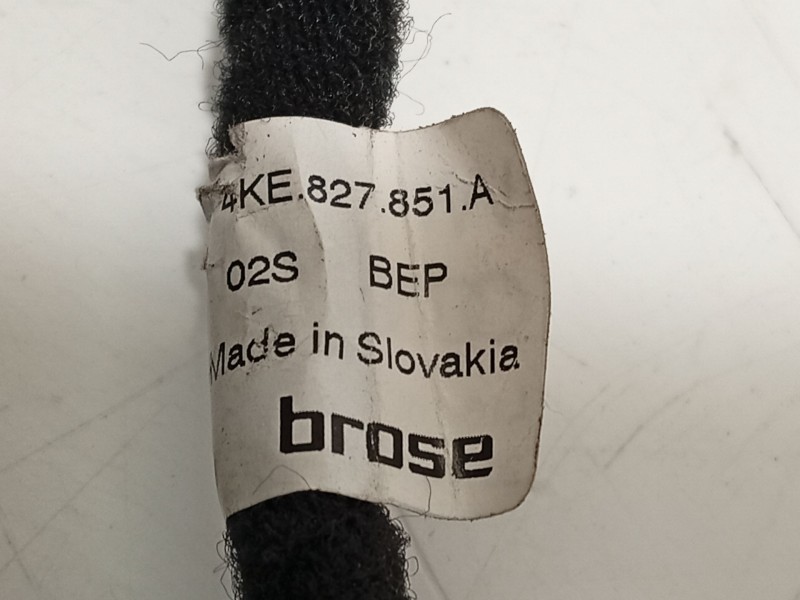 4KE.827.851.A
02S BEP
Made in Slovakia
brose